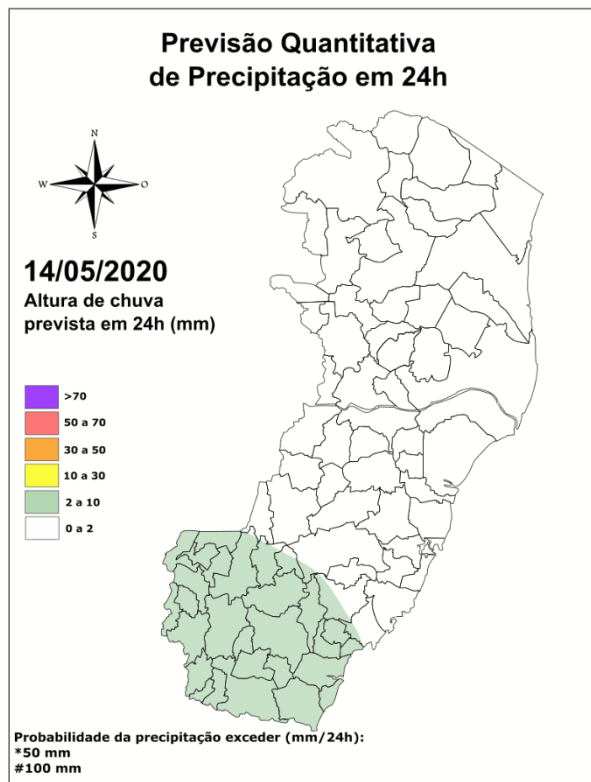 Previsão Quantitativa
de Precipitação em 24h
N
W
O
S
14/05/2020
Altura de chuva
prevista em 24h (mm)
>70
50 a 70
30 a 50
10 a 30
2 a 10
0 a 2
Probabilidade da precipitação exceder (mm/24h):
*50 mm
#100 mm